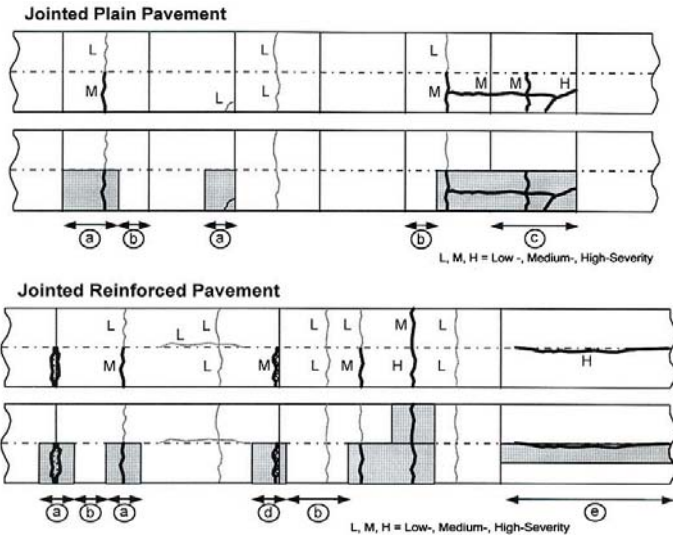 Jointed Plain Pavement
L L L
M L L M M M H
a b a b c
L, M, H = Low -, Medium-, High-Severity
Jointed Reinforced Pavement
L L L L L M L
M L M L M H L H
a b a d b e
L, M, H = Low-, Medium-, High-Severity